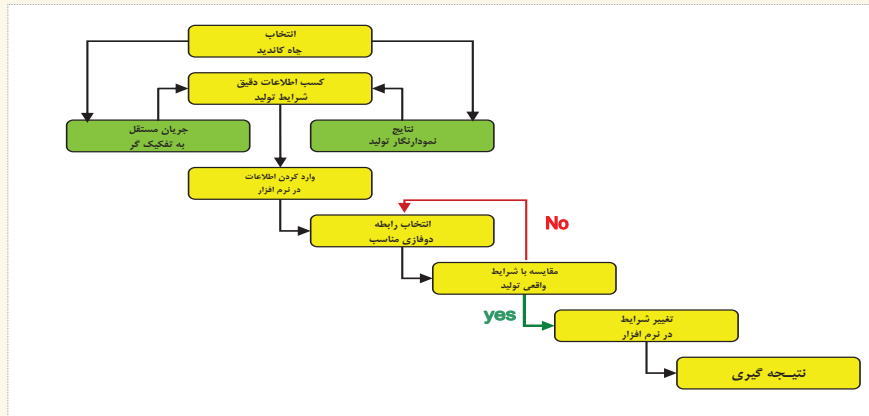 انتخاب
چاه کاندید
کسب اطلاعات دقیق
شرایط تولید
نتایج
نمودارنگار تولید
جریان مستقل
به تفکیک گر
وارد کردن اطلاعات
در نرم افزار
انتخاب رابطه
دوفازی مناسب
No
مقایسه با شرایط
واقعی تولید
yes
تغییر شرایط
در نرم افزار
نتیـجه گیری